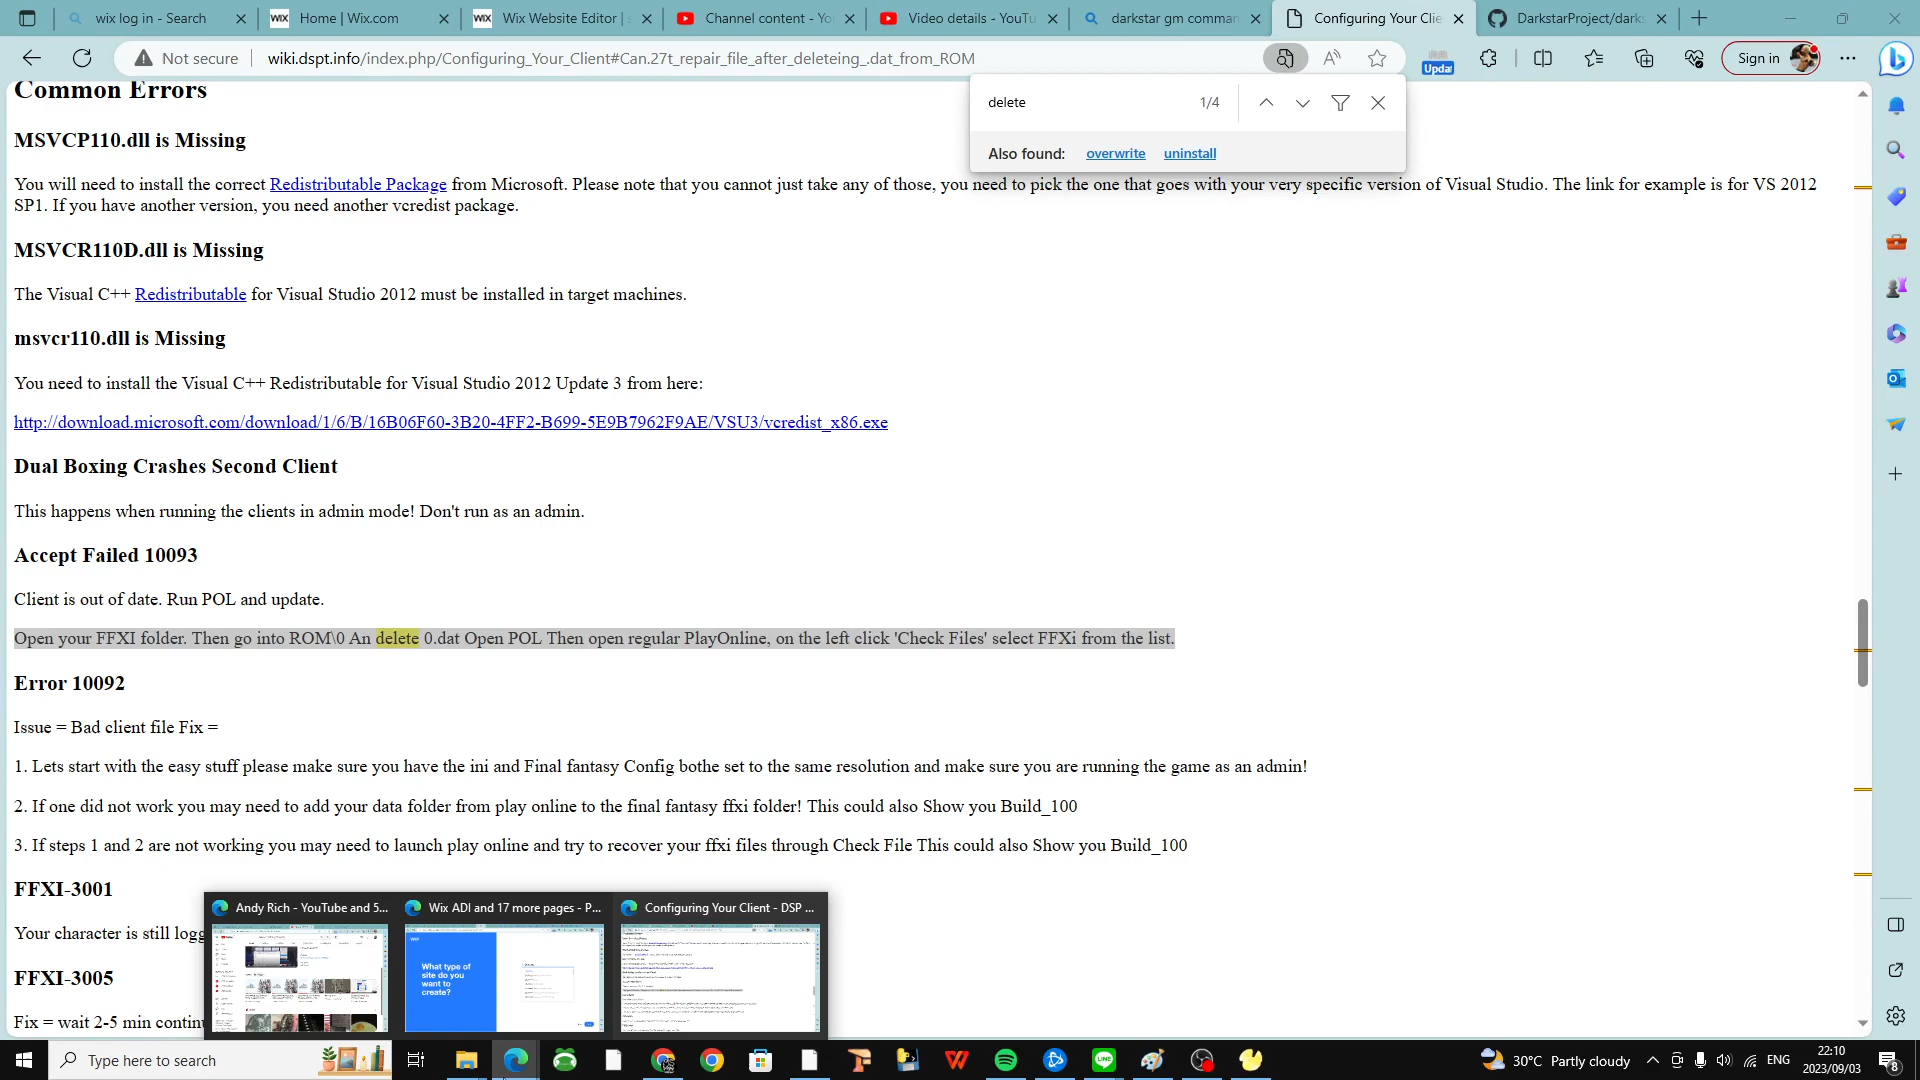 wix log in - Search
Home | Wix.com
Wix Website Editor | s
Channel content - Yo
Video details - YouTu
darkstar gm comman
Configuring Your Clie
DarkstarProject/darks
Not secure
wiki.dspt.info/index.php/Configuring_Your_Client#Can.27t_repair_file_after_deleteing_.dat_from_ROM
Sign in
delete
1/4
Also found: overwrite uninstall
Common Errors
MSVCP110.dll is Missing
You will need to install the correct Redistributable Package from Microsoft. Please note that you cannot just take any of those, you need to pick the one that goes with your very specific version of Visual Studio. The link for example is for VS 2012
SP1. If you have another version, you need another vcredist package.
MSVCR110D.dll is Missing
The Visual C++ Redistributable for Visual Studio 2012 must be installed in target machines.
msvcr110.dll is Missing
You need to install the Visual C++ Redistributable for Visual Studio 2012 Update 3 from here:
http://download.microsoft.com/download/1/6/B/16B06F60-3B20-4FF2-B699-5E9B7962F9AE/VSU3/vcredist_x86.exe
Dual Boxing Crashes Second Client
This happens when running the clients in admin mode! Don't run as an admin.
Accept Failed 10093
Client is out of date. Run POL and update.
Open your FFXI folder. Then go into ROM\0 An delete 0.dat Open POL Then open regular PlayOnline, on the left click 'Check Files' select FFXi from the list.
Error 10092
Issue = Bad client file Fix =
1. Lets start with the easy stuff please make sure you have the ini and Final fantasy Config bothe set to the same resolution and make sure you are running the game as an admin!
2. If one did not work you may need to add your data folder from play online to the final fantasy ffxi folder! This could also Show you Build_100
3. If steps 1 and 2 are not working you may need to launch play online and try to recover your ffxi files through Check File This could also Show you Build_100
FFXI-3001
Your character is still logg
FFXI-3005
Fix = wait 2-5 min contin
Andy Rich - YouTube and 5...
Wix ADI and 17 more pages - P...
Configuring Your Client - DSP ...
What type of
site do you
want to
create?
Type here to search
30°C Partly cloudy
ENG
22:10
2023/09/03
8